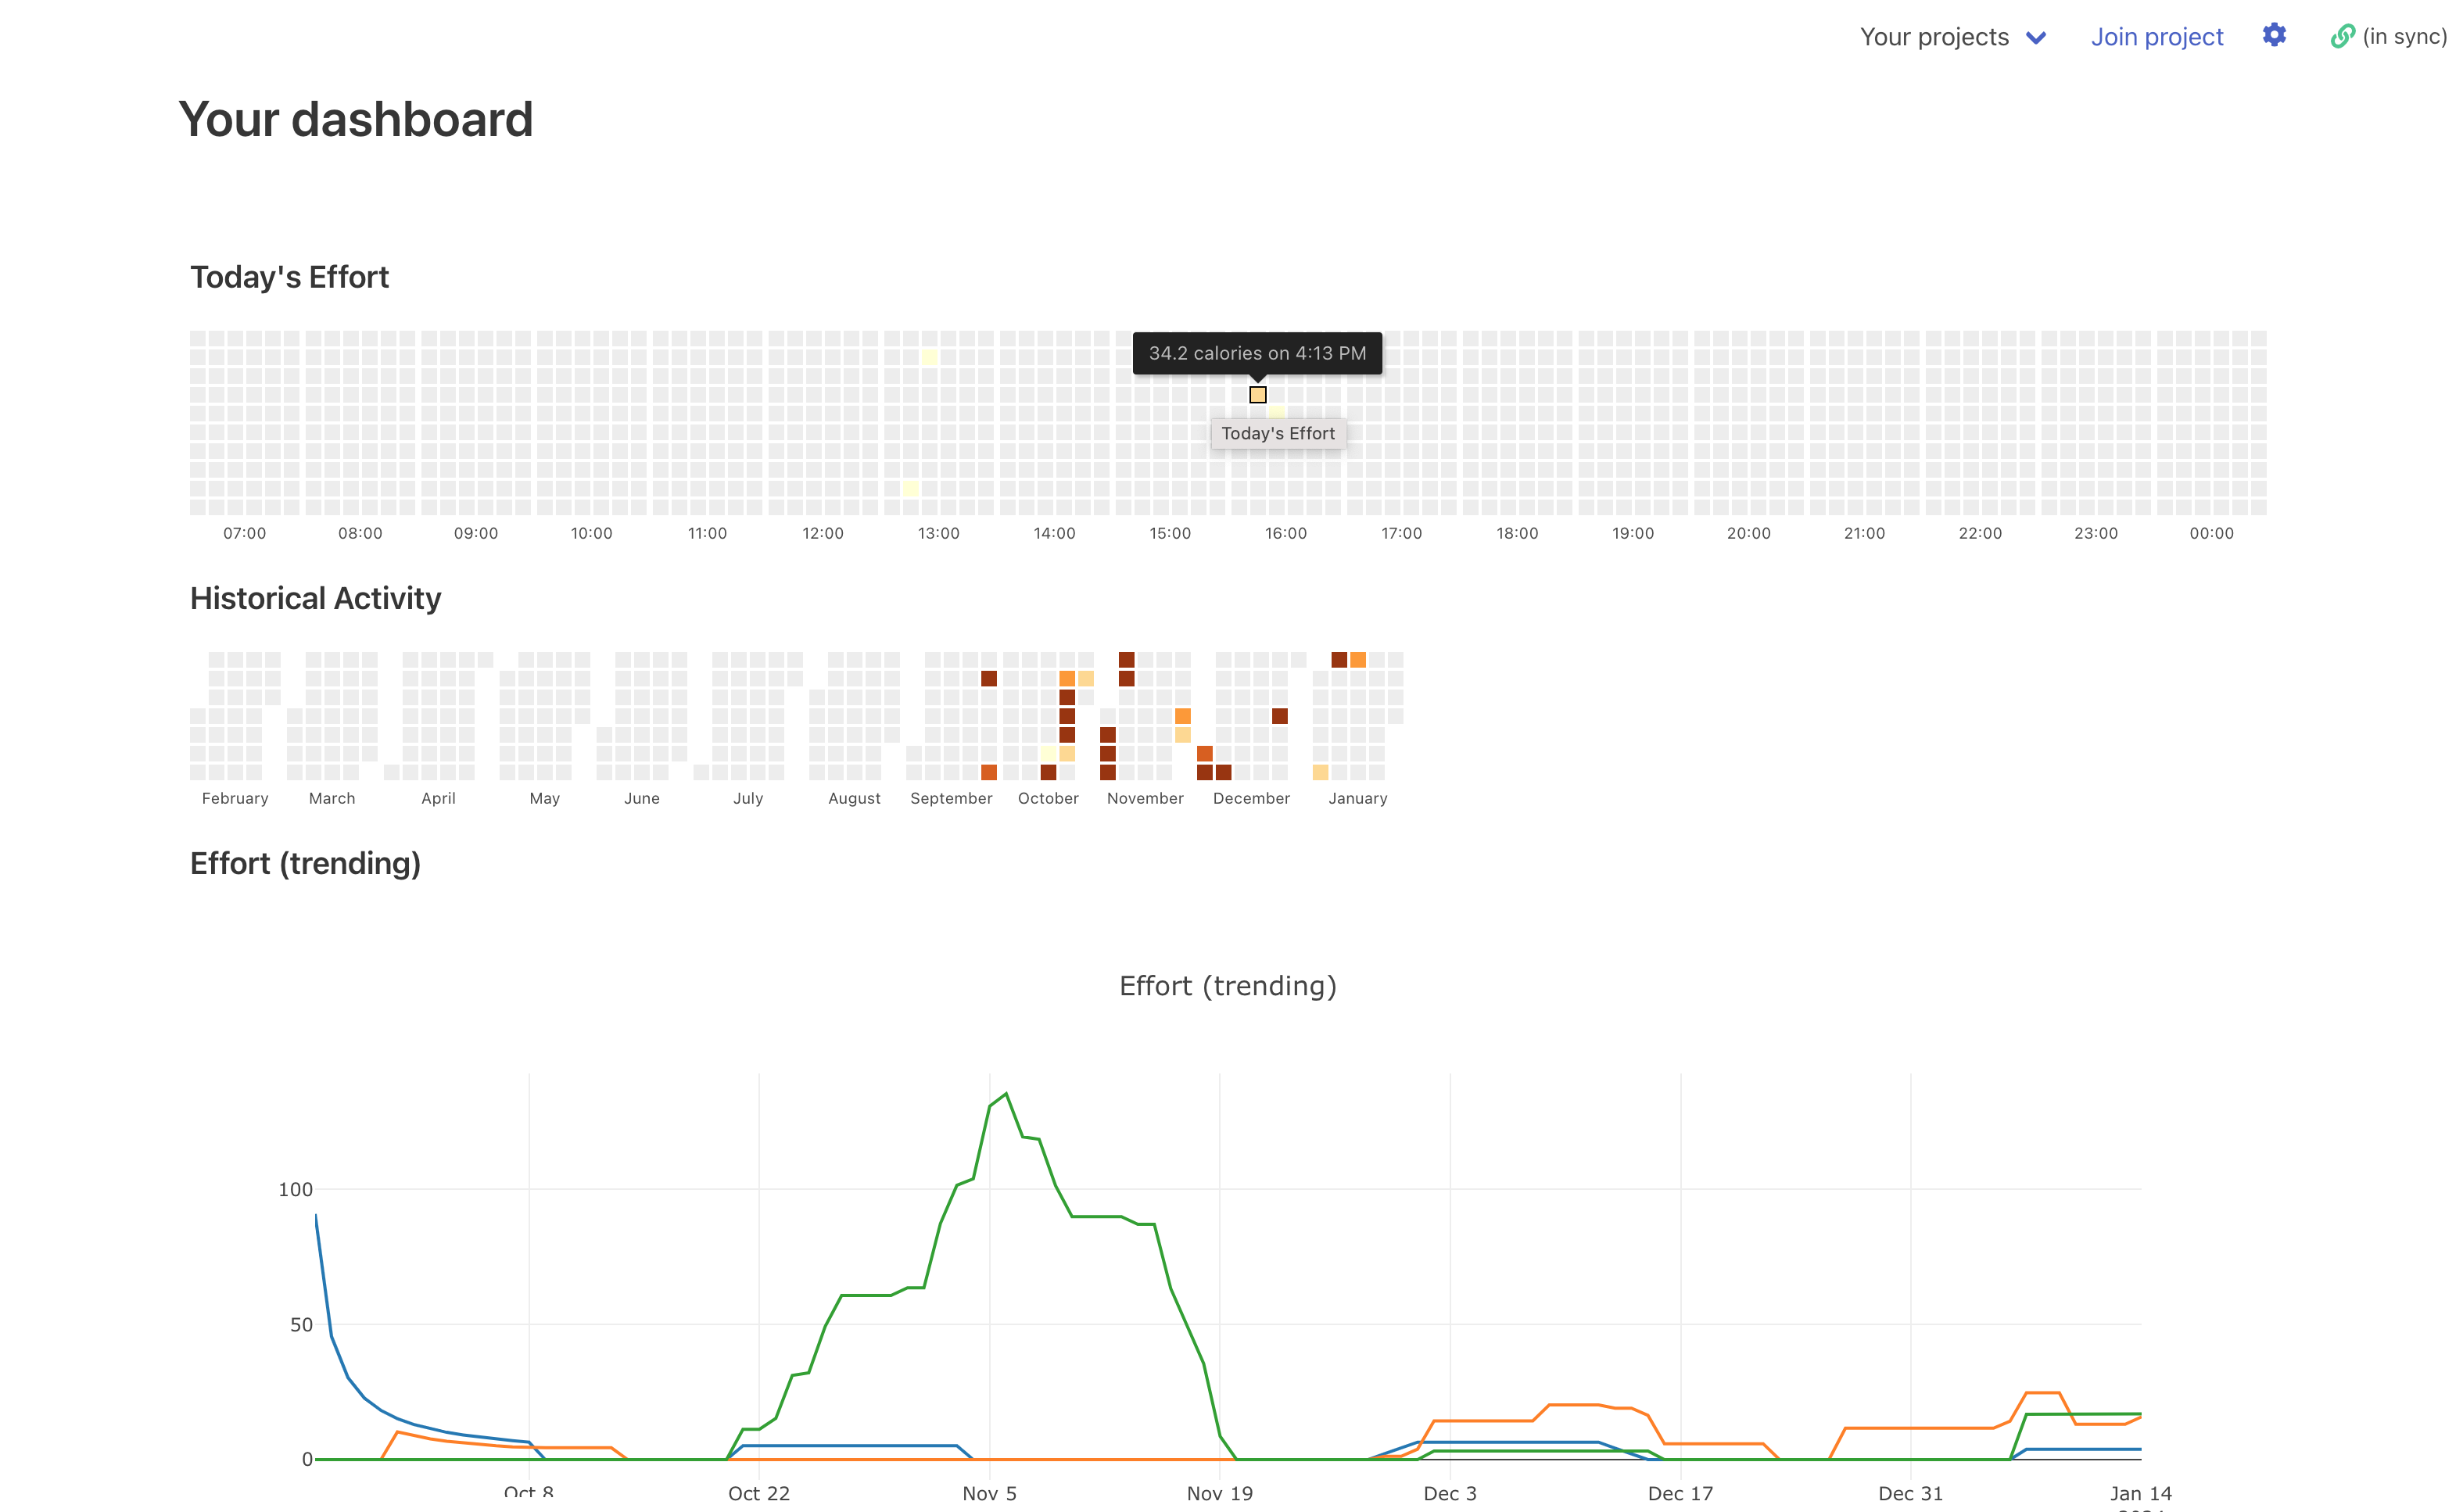 Your projects Join project (in sync)
Your dashboard
Today's Effort
34.2 calories on 4:13 PM
Today's Effort
07:00 08:00 09:00 10:00 11:00 12:00 13:00 14:00 15:00 16:00 17:00 18:00 19:00 20:00 21:00 22:00 23:00 00:00
Historical Activity
February March April May June July August September October November December January
Effort (trending)
Effort (trending)
100
50
0
Oct 8 Oct 22 Nov 5 Nov 19 Dec 3 Dec 17 Dec 31 Jan 14